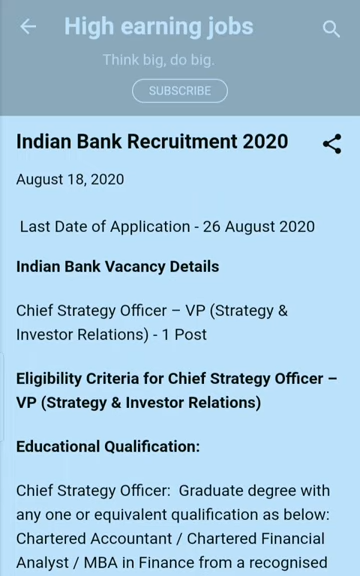 High earning jobs
Think big, do big.
SUBSCRIBE
Indian Bank Recruitment 2020
August 18, 2020
Last Date of Application - 26 August 2020
Indian Bank Vacancy Details
Chief Strategy Officer – VP (Strategy &
Investor Relations) - 1 Post
Eligibility Criteria for Chief Strategy Officer –
VP (Strategy & Investor Relations)
Educational Qualification:
Chief Strategy Officer:  Graduate degree with
any one or equivalent qualification as below:
Chartered Accountant / Chartered Financial
Analyst / MBA in Finance from a recognised